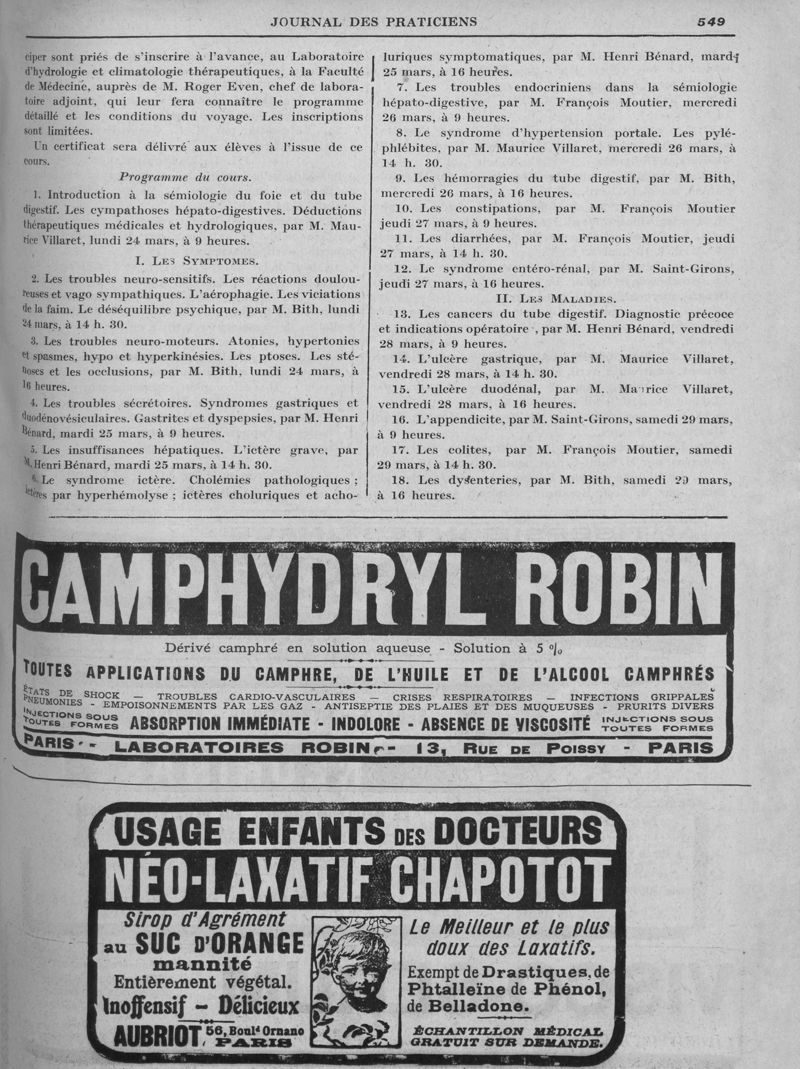 JOURNAL DES PRATICIENS 549
ciper sont priés de s'inscrire à l'avance, au Laboratoire
d'hydrologie et climatologie thérapeutiques, à la Faculté
de Médecine, auprès de M. Roger Even, chef de labora-
toire adjoint, qui leur fera connaître le programme
détaillé et les conditions du voyage. Les inscriptions
sont limitées.
Un certificat sera délivré aux élèves à l'issue de ce
cours.
Programme du cours.
1. Introduction à la sémiologie du foie et du tube
digestif. Les cympathoses hépato-digestives. Déductions
thérapeutiques médicales et hydrologiques, par M. Mau-
rice Villaret, lundi 24 mars, à 9 heures.
I. Les Symptomes.
2. Les troubles neuro-sensitifs. Les réactions doulou-
reuses et vago sympathiques. L'aérophagie. Les viciations
de la faim. Le déséquilibre psychique, par M. Bith, lundi
24 mars, à 14 h. 30.
3. Les troubles neuro-moteurs. Atonies, hypertonies
et spasmes, hypo et hyperkinésies. Les ptoses. Les sté-
noses et les occlusions, par M. Bith, lundi 24 mars, à
16 heures.
4. Les troubles sécrétoires. Syndromes gastriques et
duodénovésiculaires. Gastrites et dyspepsies, par M. Henri
Bénard, mardi 25 mars, à 9 heures.
5. Les insuffisances hépatiques. L'ictère grave, par
M. Henri Bénard, mardi 25 mars, à 14 h. 30.
6. Le syndrome ictère. Cholémies pathologiques ;
ictères par hyperhémolyse ; ictères choluriques et acho-
luriques symptomatiques, par M. Henri Bénard, mardi
25 mars, à 16 heures.
7. Les troubles endocriniens dans la sémiologie
hépato-digestive, par M. François Moutier, mercredi
26 mars, à 9 heures.
8. Le syndrome d'hypertension portale. Les pylé-
phlébites, par M. Maurice Villaret, mercredi 26 mars, à
14 h. 30.
9. Les hémorragies du tube digestif, par M. Bith,
mercredi 26 mars, à 16 heures.
10. Les constipations, par M. François Moutier
jeudi 27 mars, à 9 heures.
11. Les diarrhées, par M. François Moutier, jeudi
27 mars, à 14 h. 30.
12. Le syndrome entéro-rénal, par M. Saint-Girons,
jeudi 27 mars, à 16 heures.
II. Les Maladies.
13. Les cancers du tube digestif. Diagnostic précoce
et indications opératoire , par M. Henri Bénard, vendredi
28 mars, à 9 heures.
14. L'ulcère gastrique, par M. Maurice Villaret,
vendredi 28 mars, à 14 h. 30.
15. L'ulcère duodénal, par M. Maurice Villaret,
vendredi 28 mars, à 16 heures.
16. L'appendicite, par M. Saint-Girons, samedi 29 mars,
à 9 heures.
17. Les colites, par M. François Moutier, samedi
29 mars, à 14 h. 30.
18. Les dysenteries, par M. Bith, samedi 29 mars,
à 16 heures.
CAMPHYDRYL ROBIN
Dérivé camphré en solution aqueuse - Solution à 5 %
TOUTES APPLICATIONS DU CAMPHRE, DE L'HUILE ET DE L'ALCOOL CAMPHRÉS
ÉTATS DE SHOCK — TROUBLES CARDIO-VASCULAIRES — CRISES RESPIRATOIRES — INFECTIONS GRIPPALES
PNEUMONIES - EMPOISONNEMENTS PAR LES GAZ - ANTISEPTIE DES PLAIES ET DES MUQUEUSES - PRURITS DIVERS
INJECTIONS SOUS TOUTES FORMES ABSORPTION IMMÉDIATE - INDOLORE - ABSENCE DE VISCOSITÉ INJECTIONS SOUS TOUTES FORMES
PARIS - LABORATOIRES ROBIN - 13, RUE DE POISSY - PARIS
USAGE ENFANTS DES DOCTEURS
NÉO-LAXATIF CHAPOTOT
Sirop d'Agrément
au SUC D'ORANGE
mannité
Entièrement végétal.
Inoffensif - Délicieux
AUBRIOT, 56, Boulᵈ Ornano
PARIS
Le Meilleur et le plus
doux des Laxatifs.
Exempt de Drastiques, de
Phtalleïne de Phénol,
de Belladone.
ÉCHANTILLON MÉDICAL
GRATUIT SUR DEMANDE.